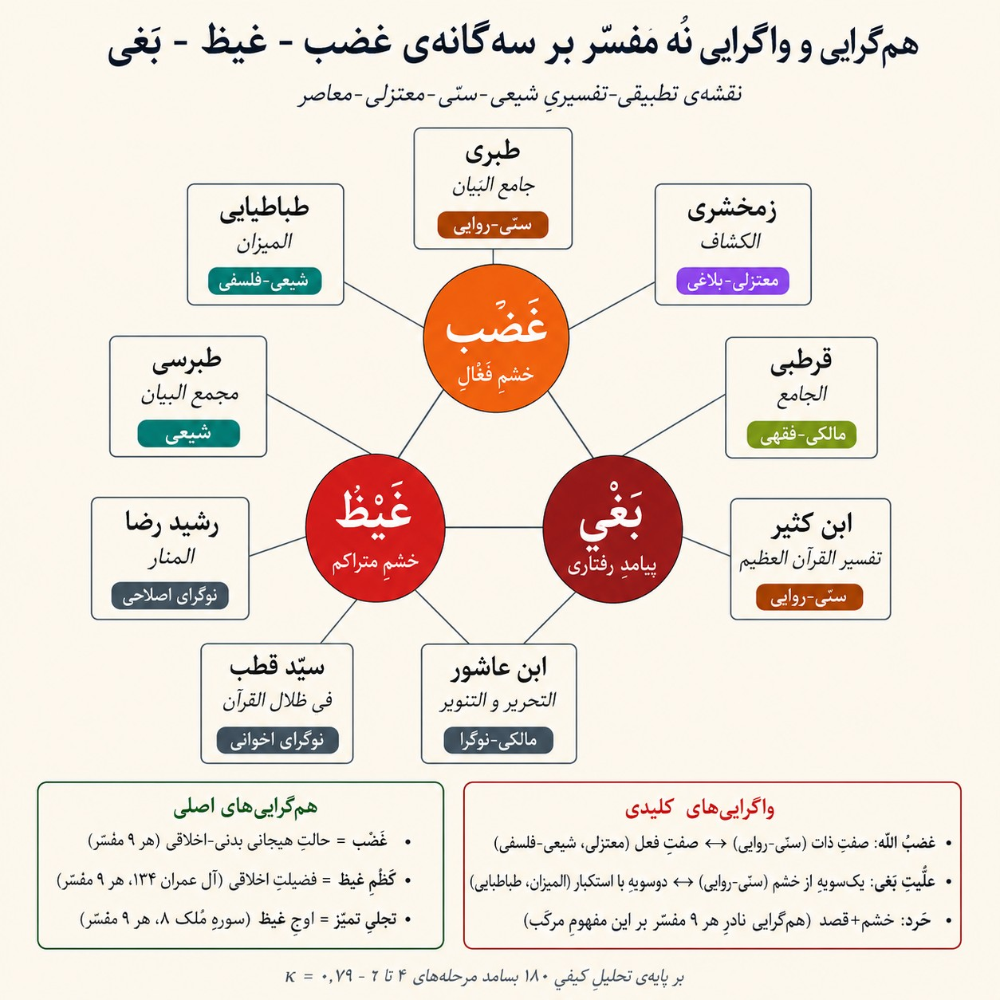 هم‌گرایی و واگرایی نُه مَفسّر بر سه‌گانه‌ی غضب - غیظ - بَغی
نقشه‌ی تطبیقی-تفسیریِ شیعی-سنّی-معتزلی-معاصر
طبری
جامع البَیان
سنّی-روایی
زمخشری
الکشاف
معتزلی-بلاغی
طباطیایی
المیزان
شیعی-فلسفی
غَضَب
خشمِ فَعْالِ
قرطبی
الجامع
مالکی-فقهی
طبرسی
مجمع البیان
شیعی
بَغْي
پیامدِ رفتاری
غَيْظُ
خشمِ متراکم
ابن کثیر
تفسیر القرآن العظیم
سنّی-روایی
رشید رضا
المنار
نوگرای اصلاحی
ابن عاشور
التحریر و التنویر
مالکی-نوگرا
سیّد قطب
فی ظلال القرآن
نوگرای اخوانی
واگرایی‌های کلیدی
• غضبُ اللّه: صفتِ ذات (سنّی-روایی) ↔ صفتِ فعل (معتزلی، شیعی-فلسفی)
• علّیتِ بَغی: یک‌سویهِ از خشم (سنّی-روایی) ↔ دوسویهِ با استکبار (المیزان، طباطبایی)
• حَرد: خشم+قصد (هم‌گرایی نادرِ هر ۹ مفسّر بر این مفهومِ مرکّب)
هم‌گرایی‌های اصلی
• غَضْب = حالتِ هیجانی بدنی-اخلاقی (هر ۹ مفسّر)
• کَظْمِ غیظ = فضیلتِ اخلاقی (آل عمران ۱۳۴، هر ۹ مفسّر)
• تجلیِ تمیّز = اوجِ غیظ (سورهِ مُلک ۸، هر ۹ مفسّر)
بر پایه‌ی تحلیلِ کیفیِ ۱۸۰ بسامد مرحله‌های ۴ تا ۶ - κ = ۰٫۷۹